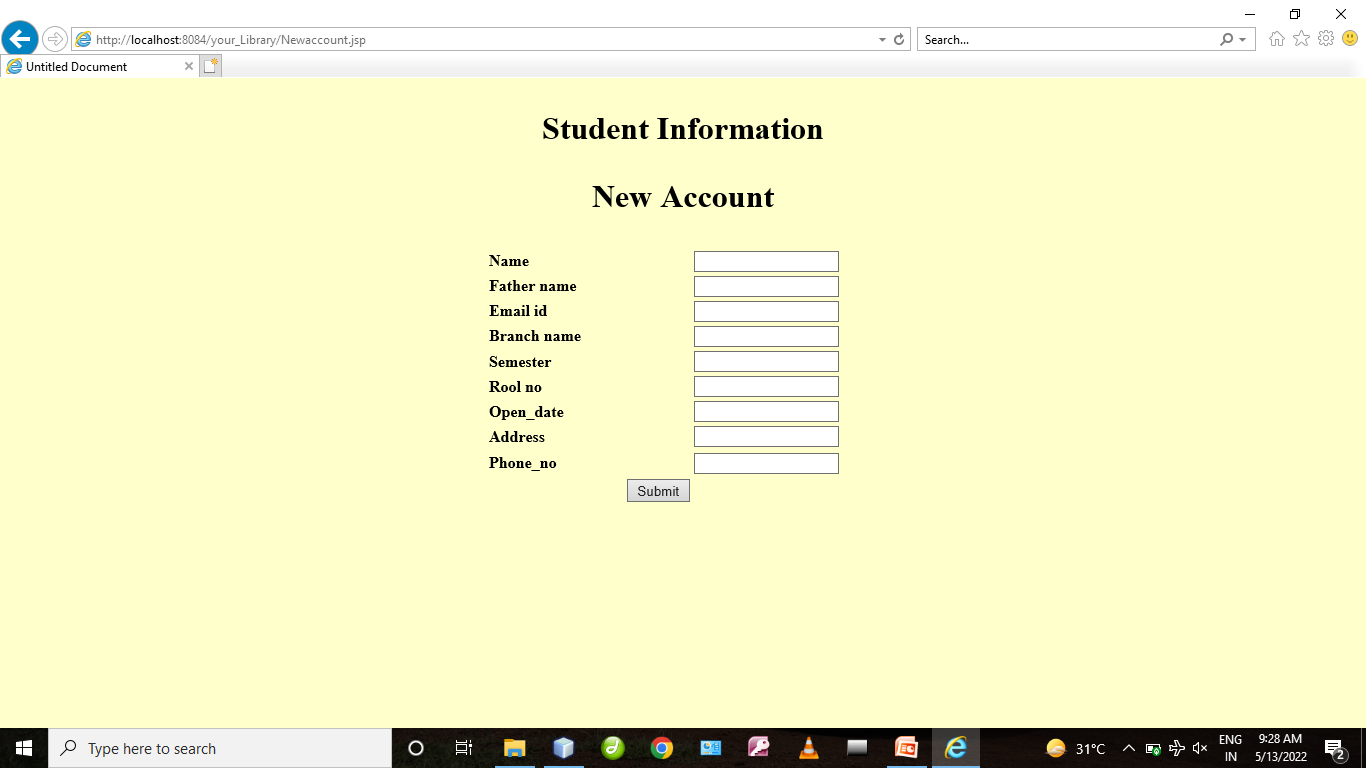 http://localhost:8084/your_Library/Newaccount.jsp
Search...
Untitled Document
Student Information
New Account
Name
Father name
Email id
Branch name
Semester
Rool no
Open_date
Address
Phone_no
Submit
Type here to search
31°C
ENG
IN
9:28 AM
5/13/2022
2